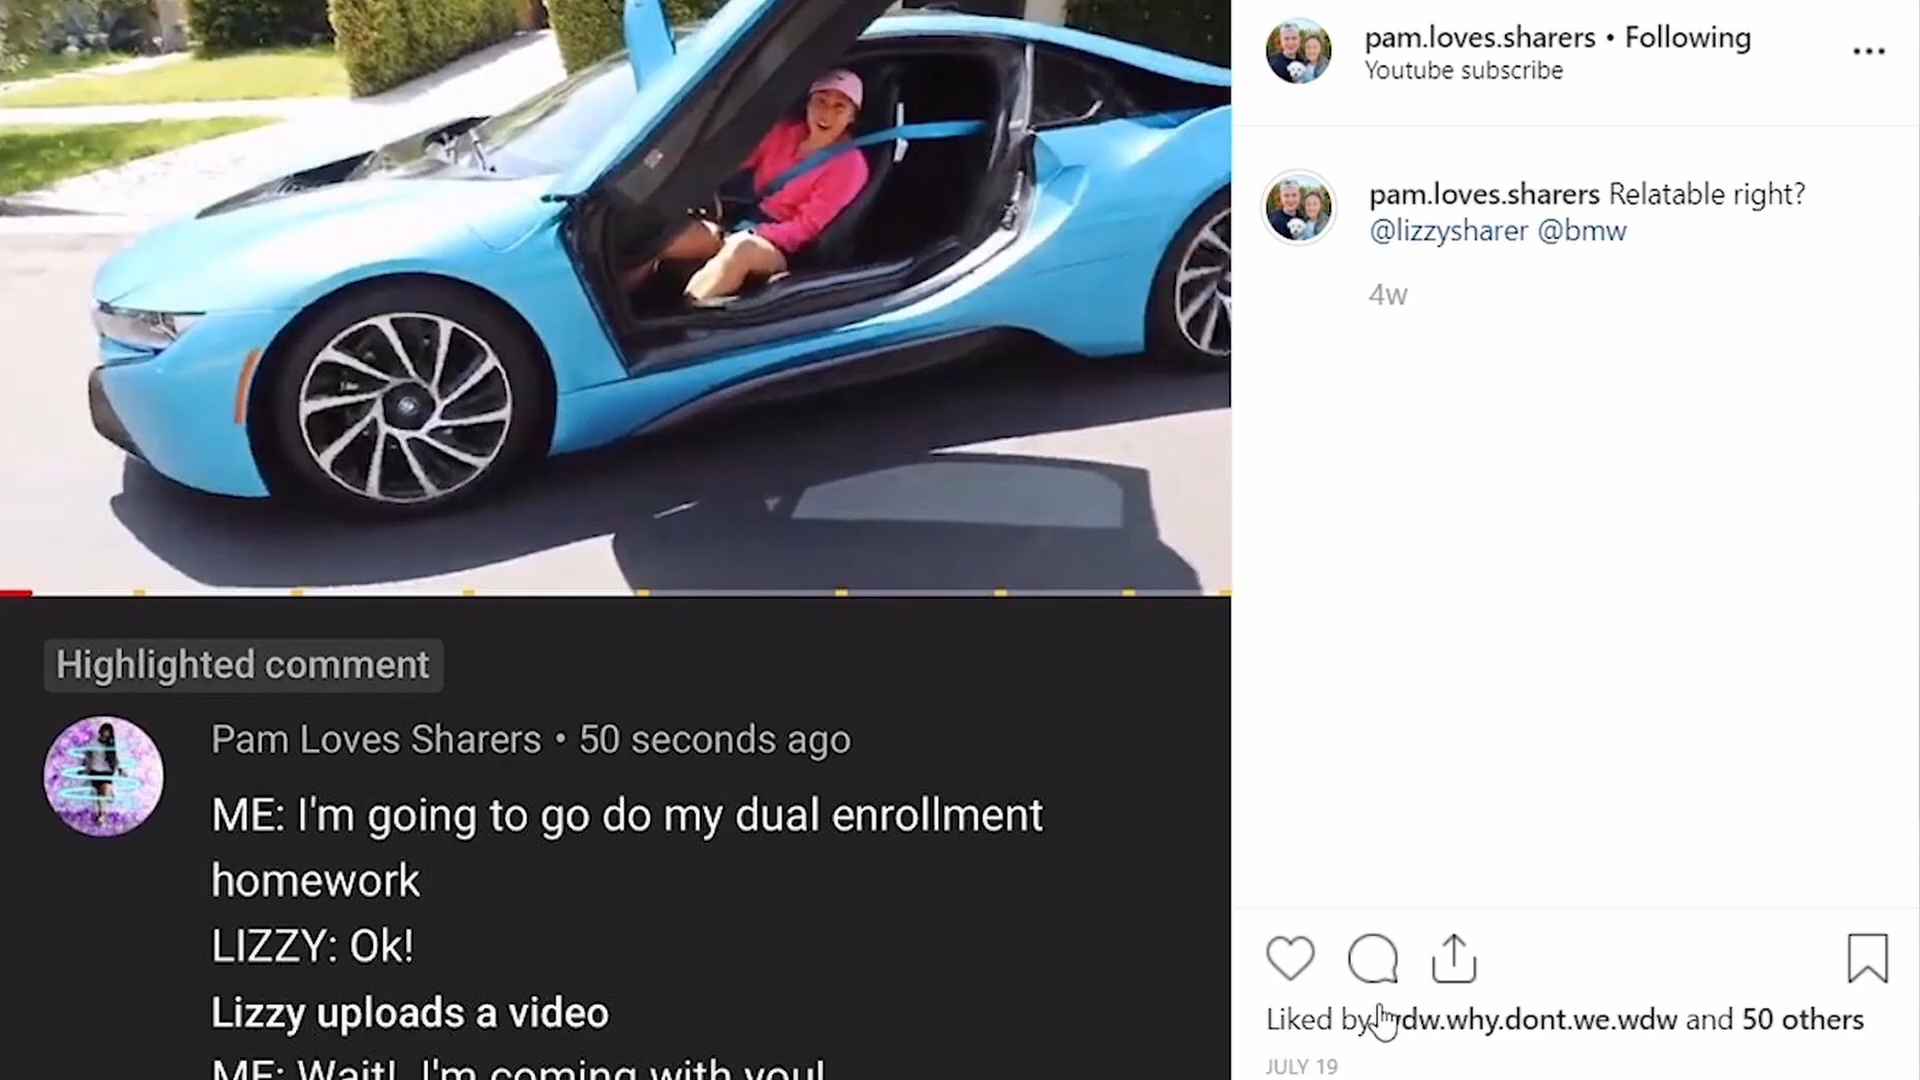 pam.loves.sharers • Following
Youtube subscribe
pam.loves.sharers Relatable right?
@lizzysharer @bmw
4w
Highlighted comment
Pam Loves Sharers • 50 seconds ago
ME: I'm going to go do my dual enrollment
homework
LIZZY: Ok!
Lizzy uploads a video
ME: Wait! I'm coming with you!
Liked by dw.why.dont.we.wdw and 50 others
JULY 19